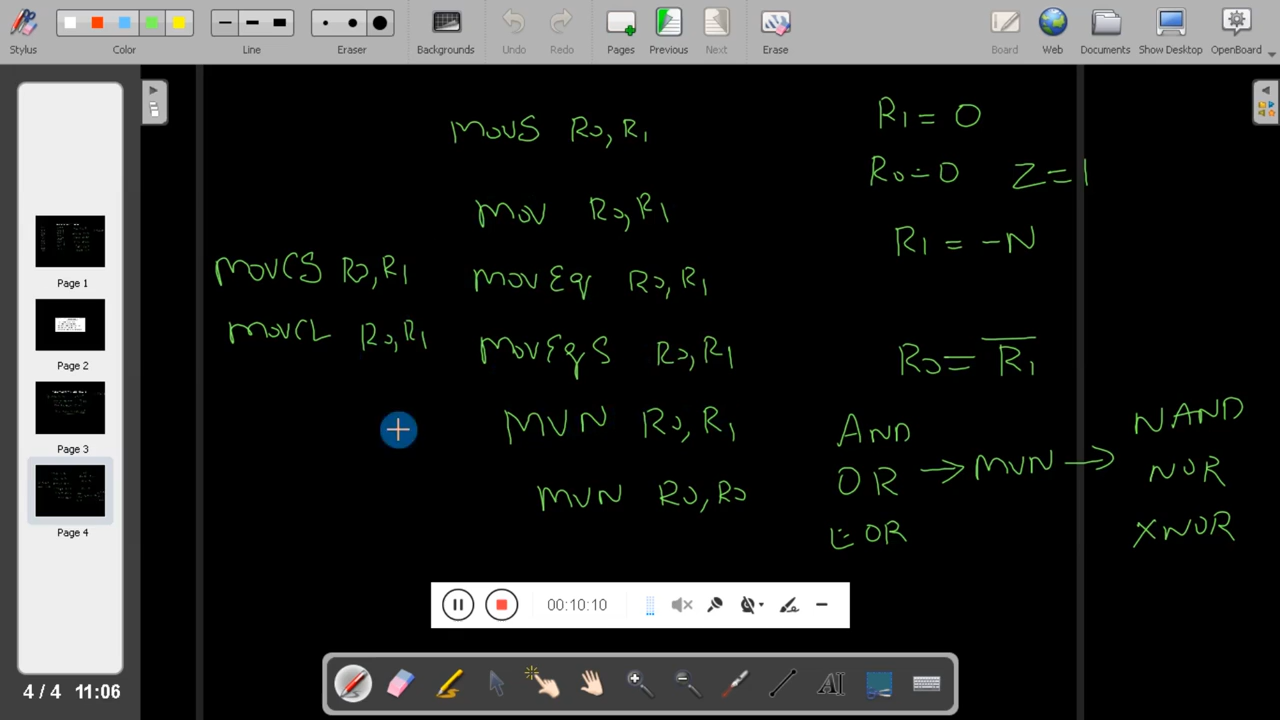 Stylus
Color
Line
Eraser
Backgrounds
Undo
Redo
Pages
Previous
Next
Erase
Board
Web
Documents
Show Desktop
OpenBoard
Page 1
Page 2
Page 3
Page 4
4 / 4 11:06
MOVS R0,R1
MOV R0,R1
MOVCS R0,R1
MOVEq R0,R1
MOVCL R0,R1
MOVEqS R0,R1
MVN R0,R1
MVN R0,R0
R1 = 0
R0 = 0 Z = 1
R1 = -N
R0 = R̅1̅
AND
OR → MVN →
EOR
NAND
NOR
XNOR
00:10:10
AI